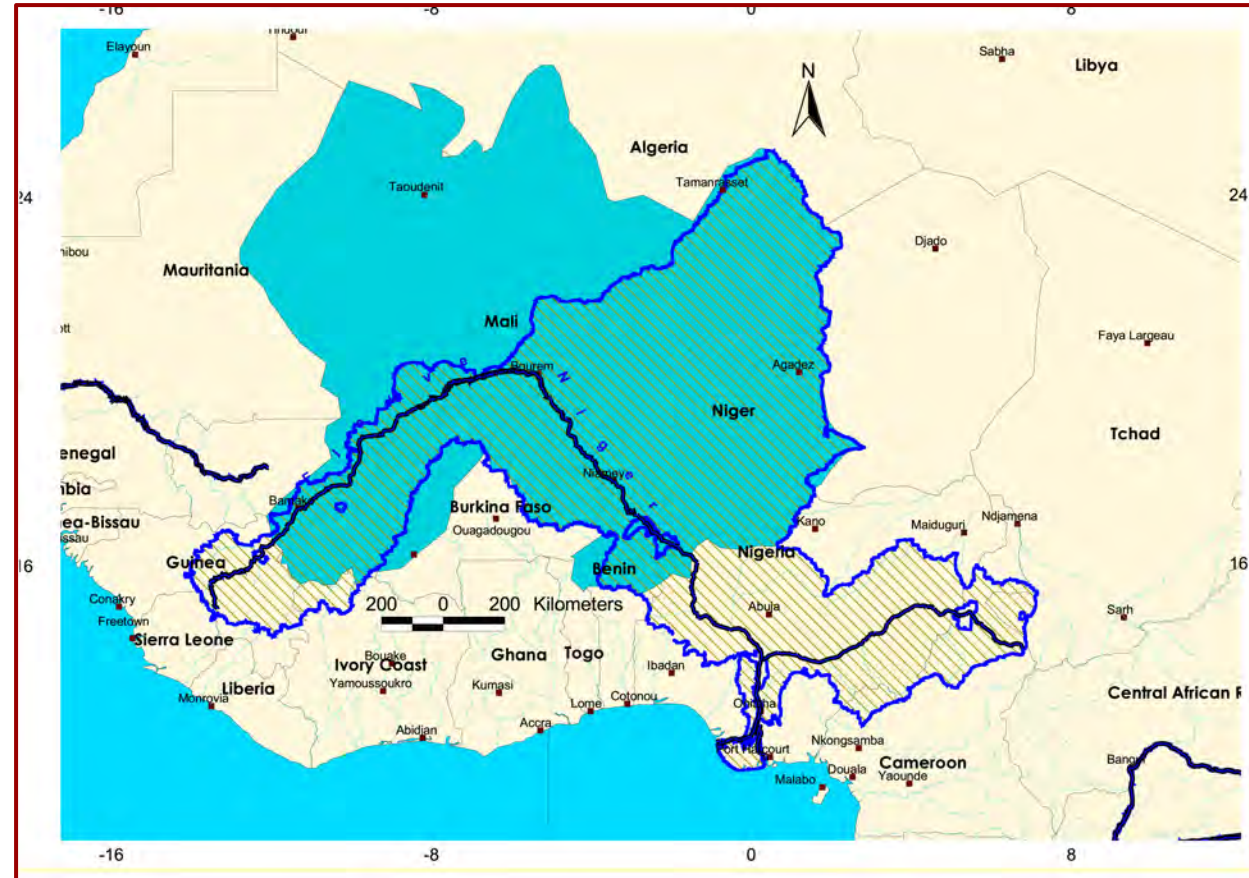 -16 -8 0 8
Elayoun
Sabha
Libya
N
Algeria
Taoudenit
Tamanrasset
24 24
Djado
Mauritania
Mali
Faya Largeau
Bourem
Agadez
Niger
Tchad
Niamey
Bamako
Burkina Faso
Ouagadougou
Kano
Maiduguri
Ndjamena
Nigeria
Guinea
Benin
16 16
200 0 200 Kilometers
Conakry
Abuja
Sarh
Freetown
Sierra Leone
Bouake
Ivory Coast
Ghana
Togo
Ibadan
Yamoussoukro
Kumasi
Liberia
Monrovia
Lome
Cotonou
Central African R
Accra
Abidjan
Port Harcourt
Nkongsamba
Cameroon
Douala
Yaounde
Malabo
-16 -8 0 8